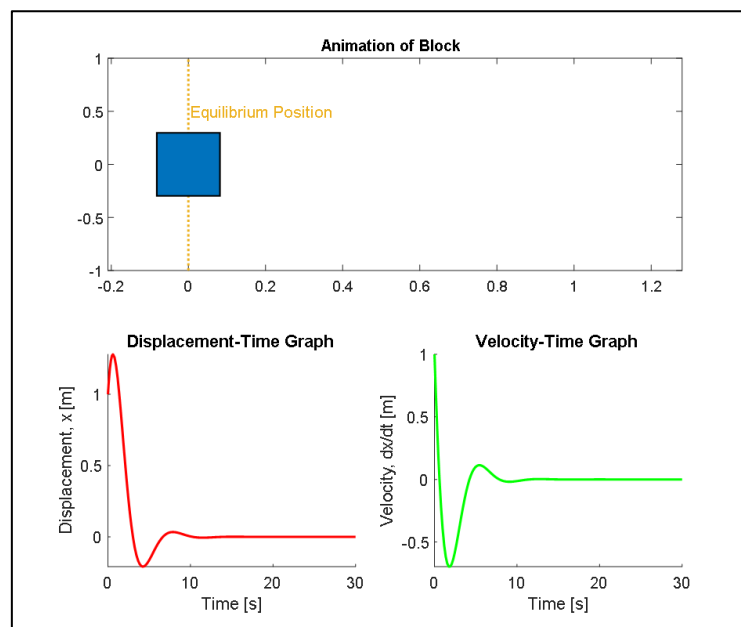 Animation of Block
1
0.5
0
-0.5
-1
Equilibrium Position
-0.2 0 0.2 0.4 0.6 0.8 1 1.2
Displacement-Time Graph
Displacement, x [m]
1
0.5
0
0 10 20 30
Time [s]
Velocity-Time Graph
Velocity, dx/dt [m]
1
0.5
0
-0.5
0 10 20 30
Time [s]